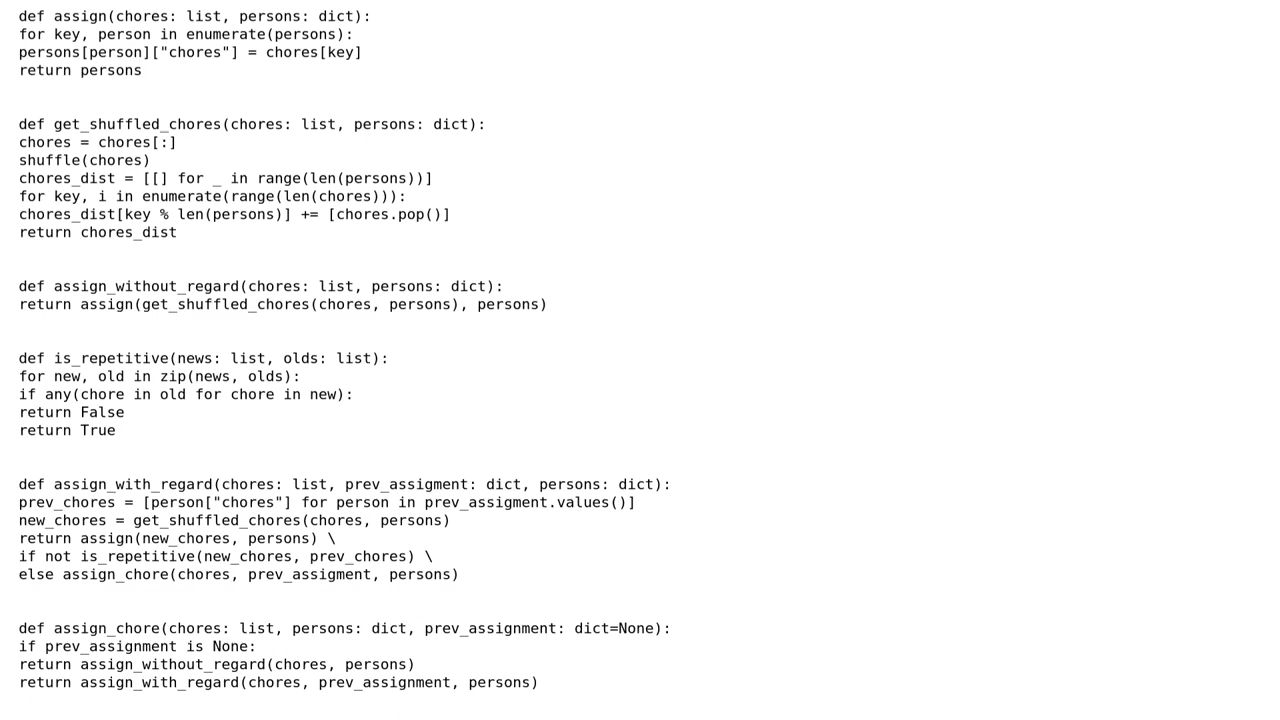 def assign(chores: list, persons: dict):
for key, person in enumerate(persons):
persons[person]["chores"] = chores[key]
return persons
def get_shuffled_chores(chores: list, persons: dict):
chores = chores[:]
shuffle(chores)
chores_dist = [[] for _ in range(len(persons))]
for key, i in enumerate(range(len(chores))):
chores_dist[key % len(persons)] += [chores.pop()]
return chores_dist
def assign_without_regard(chores: list, persons: dict):
return assign(get_shuffled_chores(chores, persons), persons)
def is_repetitive(news: list, olds: list):
for new, old in zip(news, olds):
if any(chore in old for chore in new):
return False
return True
def assign_with_regard(chores: list, prev_assigment: dict, persons: dict):
prev_chores = [person["chores"] for person in prev_assigment.values()]
new_chores = get_shuffled_chores(chores, persons)
return assign(new_chores, persons) \
if not is_repetitive(new_chores, prev_chores) \
else assign_chore(chores, prev_assigment, persons)
def assign_chore(chores: list, persons: dict, prev_assignment: dict=None):
if prev_assignment is None:
return assign_without_regard(chores, persons)
return assign_with_regard(chores, prev_assignment, persons)